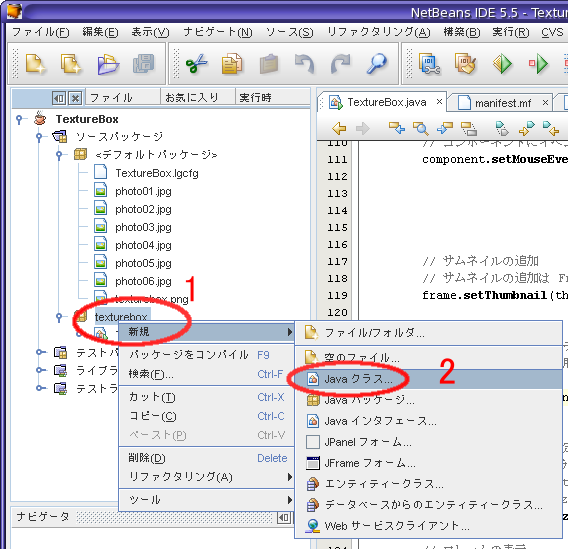 NetBeans IDE 5.5 - Textur
ファイル(F) 編集(E) 表示(V) ナビゲート(N) ソース(S) リファクタリング(A) 構築(B) 実行(R) CVS
ファイル お気に入り 実行時
TextureBox.java manifest.mf
TextureBox
ソースパッケージ
<デフォルトパッケージ>
TextureBox.lgcfg
photo01.jpg
photo02.jpg
photo03.jpg
photo04.jpg
photo05.jpg
photo06.jpg
texturebox.png
texturebox
テストパ
ライブラ
テストラ
ナビゲータ
110 // コンポーネントにイベ
111 component.setMouseEve
112
113
114
115
116
117 // サムネイルの追加
118 // サムネイルの追加は Fr
119 frame.setThumbnail(th
1
2
新規
パッケージをコンパイル F9
検索(F)... Ctrl-F
カット(T) Ctrl-X
コピー(C) Ctrl-C
ペースト(P) Ctrl-V
削除(D) Delete
リファクタリング(A)
ツール
ファイル/フォルダ...
空のファイル...
Java クラス...
Java パッケージ...
Java インタフェース...
JPanel フォーム...
JFrame フォーム...
エンティティークラス...
データベースからのエンティティークラス...
Web サービスクライアント...